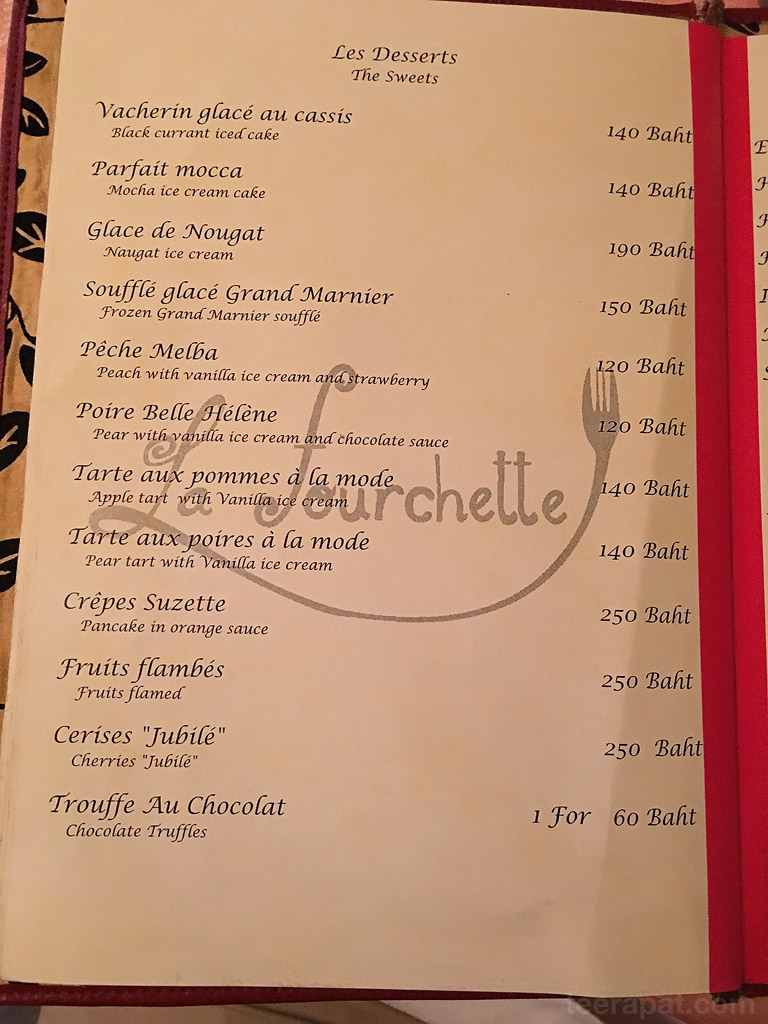 Les Desserts
The Sweets
Vacherin glacé au cassis
Black currant iced cake
140 Baht
Parfait mocca
Mocha ice cream cake
140 Baht
Glace de Nougat
Naugat ice cream
190 Baht
Soufflé glacé Grand Marnier
Frozen Grand Marnier soufflé
150 Baht
Pêche Melba
Peach with vanilla ice cream and strawberry
120 Baht
Poire Belle Hélène
Pear with vanilla ice cream and chocolate sauce
120 Baht
La fourchette
Tarte aux pommes à la mode
Apple tart with Vanilla ice cream
140 Baht
Tarte aux poires à la mode
Pear tart with Vanilla ice cream
140 Baht
Crêpes Suzette
Pancake in orange sauce
250 Baht
Fruits flambés
Fruits flamed
250 Baht
Cerises "Jubilé"
Cherries "Jubilé"
250 Baht
Trouffe Au Chocolat
Chocolate Truffles
1 For 60 Baht
teerapat.com